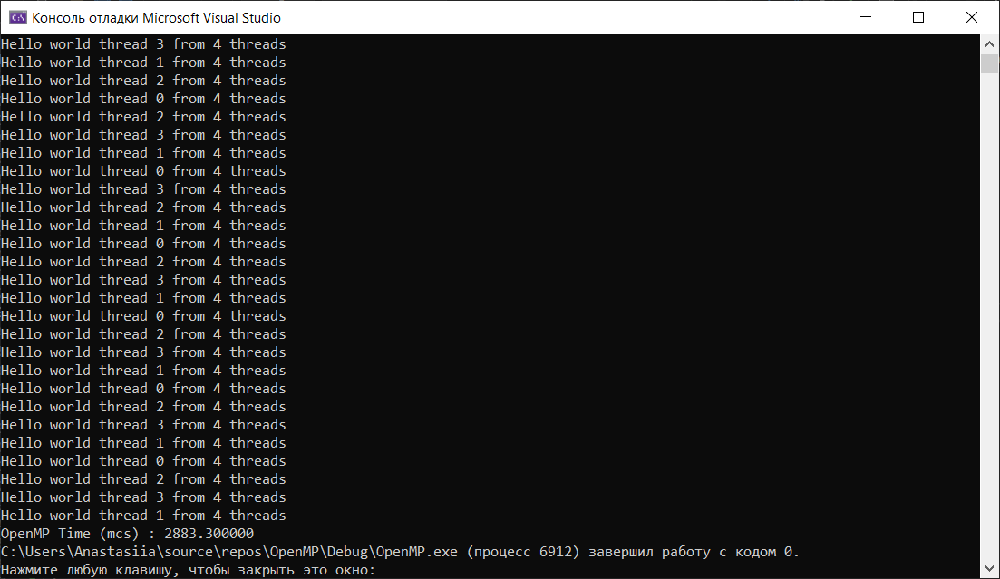 Консоль отладки Microsoft Visual Studio
Hello world thread 3 from 4 threads
Hello world thread 1 from 4 threads
Hello world thread 2 from 4 threads
Hello world thread 0 from 4 threads
Hello world thread 2 from 4 threads
Hello world thread 3 from 4 threads
Hello world thread 1 from 4 threads
Hello world thread 0 from 4 threads
Hello world thread 3 from 4 threads
Hello world thread 2 from 4 threads
Hello world thread 1 from 4 threads
Hello world thread 0 from 4 threads
Hello world thread 2 from 4 threads
Hello world thread 3 from 4 threads
Hello world thread 1 from 4 threads
Hello world thread 0 from 4 threads
Hello world thread 2 from 4 threads
Hello world thread 3 from 4 threads
Hello world thread 1 from 4 threads
Hello world thread 0 from 4 threads
Hello world thread 2 from 4 threads
Hello world thread 3 from 4 threads
Hello world thread 1 from 4 threads
Hello world thread 0 from 4 threads
Hello world thread 2 from 4 threads
Hello world thread 3 from 4 threads
Hello world thread 1 from 4 threads
OpenMP Time (mcs) : 2883.300000
C:\Users\Anastasiia\source\repos\OpenMP\Debug\OpenMP.exe (процесс 6912) завершил работу с кодом 0.
Нажмите любую клавишу, чтобы закрыть это окно: